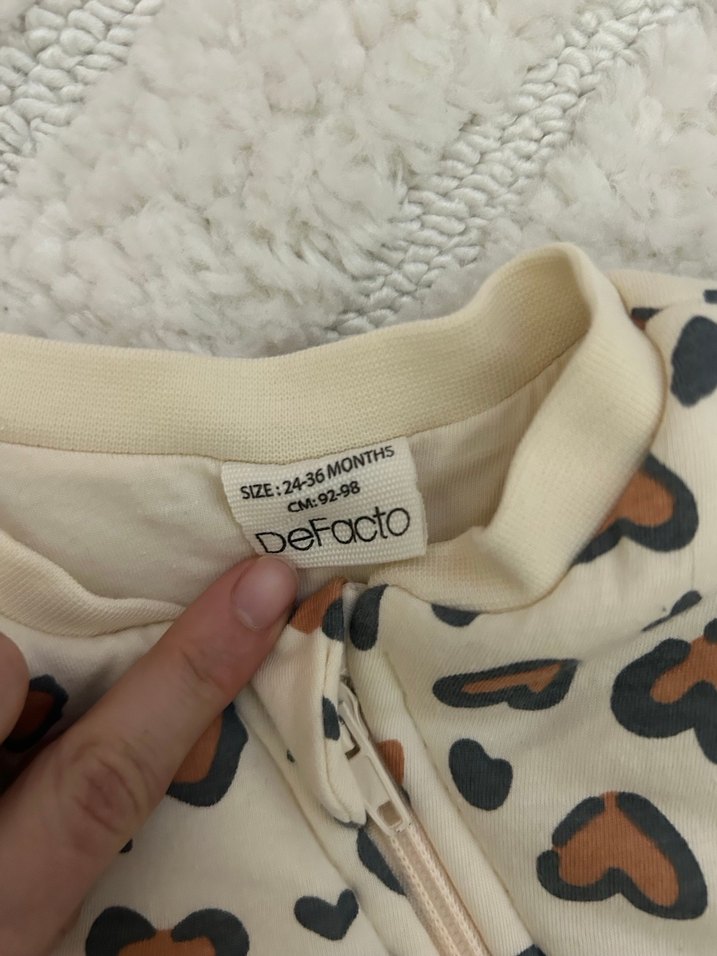 SIZE: 24-36 MONTHS
CM: 92-98
DeFacto